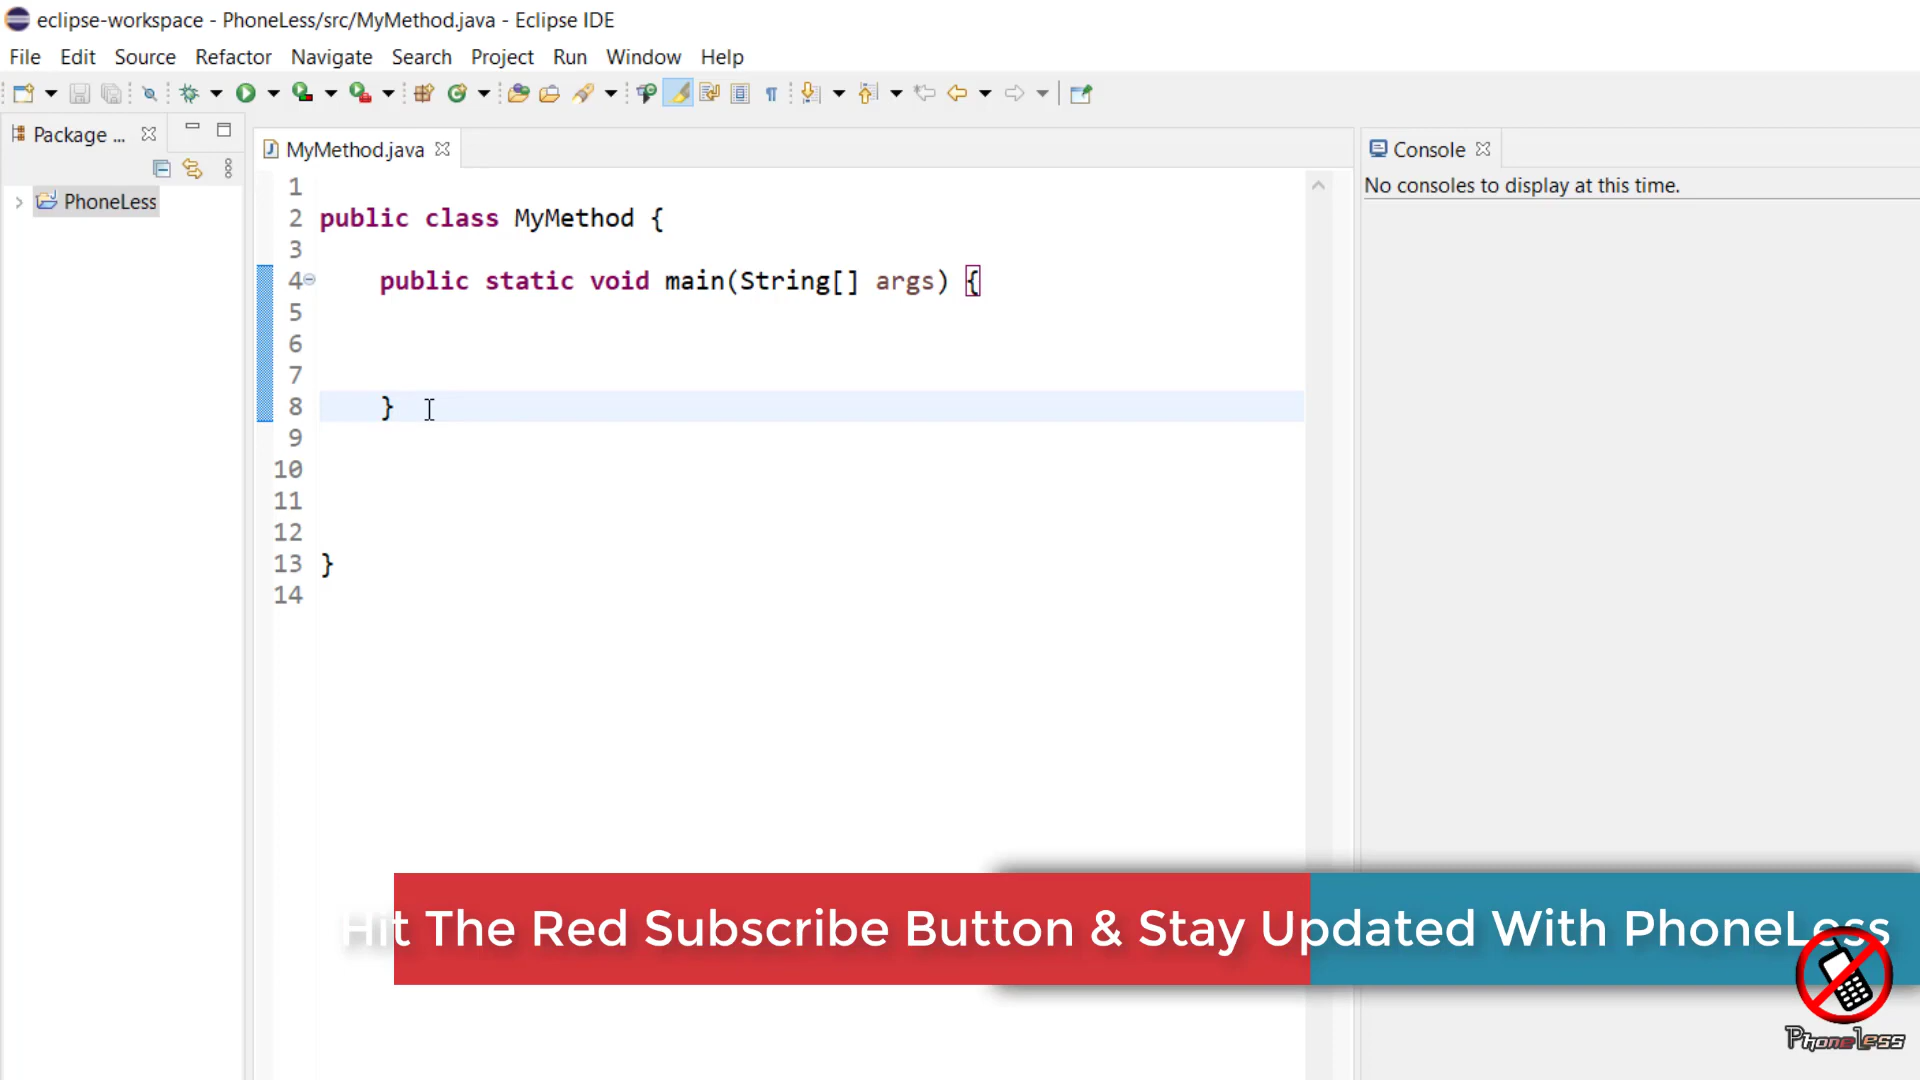 eclipse-workspace - PhoneLess/src/MyMethod.java - Eclipse IDE
File Edit Source Refactor Navigate Search Project Run Window Help
Package ...
MyMethod.java
Console
PhoneLess
No consoles to display at this time.
1
2 public class MyMethod {
3
4 public static void main(String[] args) {
5
6
7
8 }
9
10
11
12
13 }
14
Hit The Red Subscribe Button & Stay Updated With PhoneLess
PhoneLess